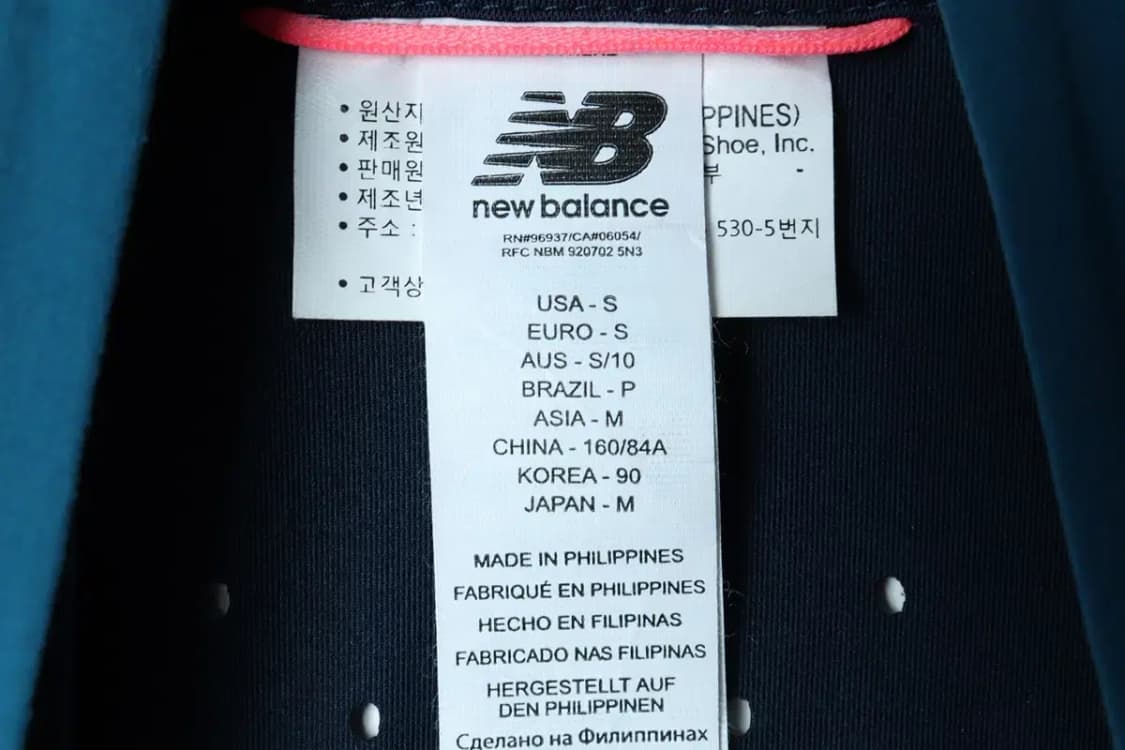 NB
new balance
RN#96937/CA#06054/
RFC NBM 920702 5N3
USA - S
EURO - S
AUS - S/10
BRAZIL - P
ASIA - M
CHINA - 160/84A
KOREA - 90
JAPAN - M
MADE IN PHILIPPINES
FABRIQUÉ EN PHILIPPINES
HECHO EN FILIPINAS
FABRICADO NAS FILIPINAS
HERGESTELLT AUF
DEN PHILIPPINEN
Сделано на Филиппинах
• 원산지
• 제조원
• 판매원
• 제조년
• 주소 :
• 고객상
PPINES)
Shoe, Inc.
부 -
530-5번지